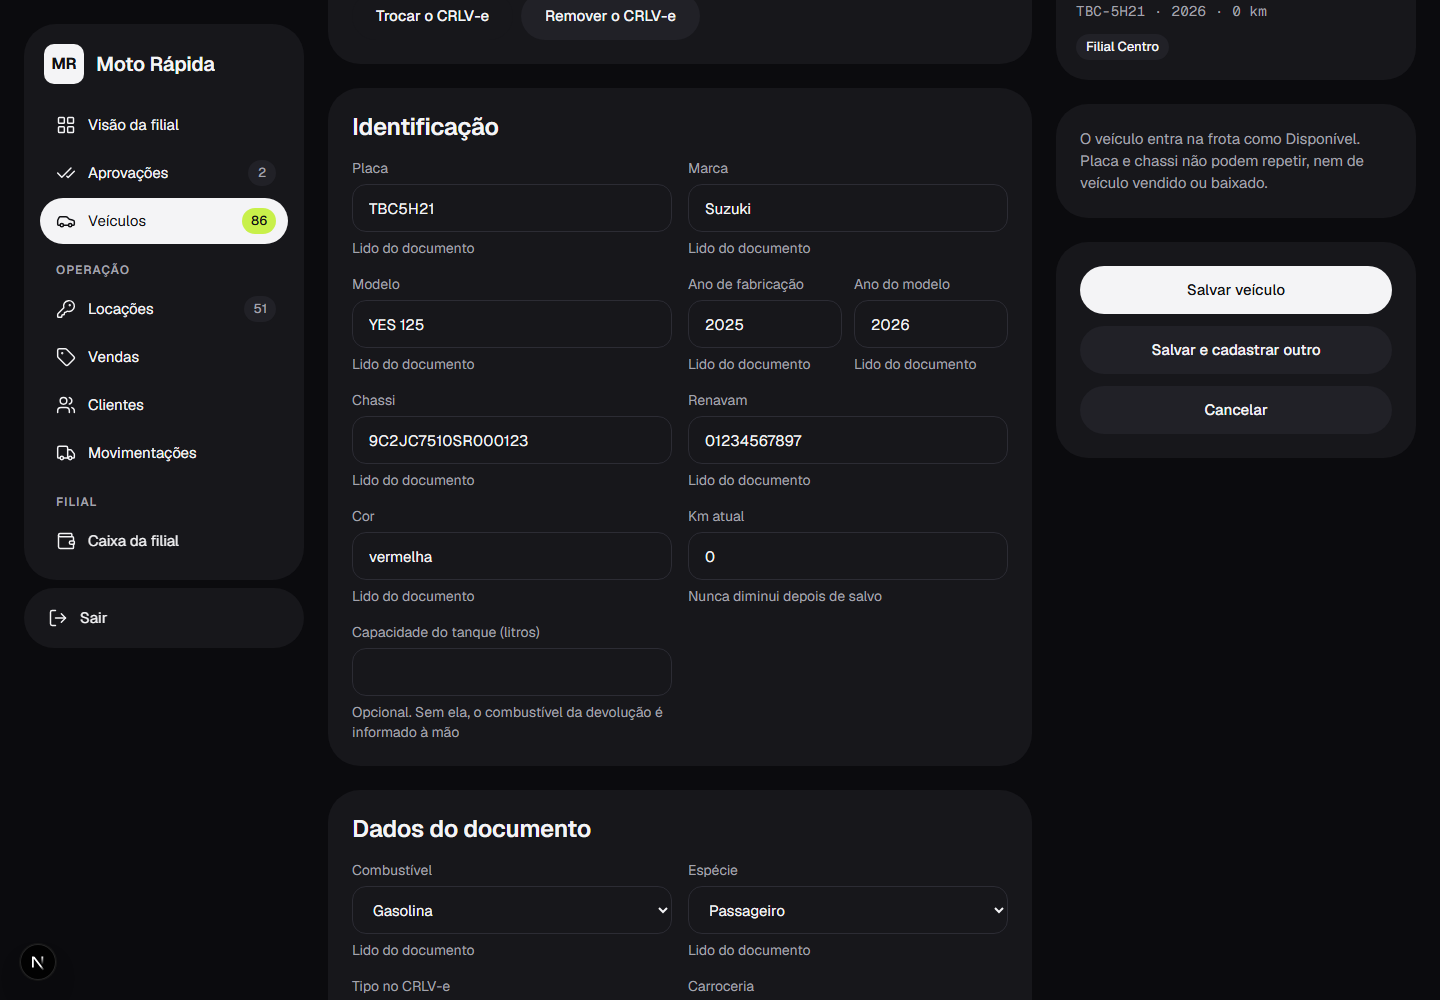 MR Moto Rápida
Visão da filial
Aprovações 2
Veículos 86
OPERAÇÃO
Locações 51
Vendas
Clientes
Movimentações
FILIAL
Caixa da filial
Sair
Trocar o CRLV-e Remover o CRLV-e
Identificação
Placa Marca
TBC5H21 Suzuki
Lido do documento Lido do documento
Modelo Ano de fabricação Ano do modelo
YES 125 2025 2026
Lido do documento Lido do documento Lido do documento
Chassi Renavam
9C2JC7510SR000123 01234567897
Lido do documento Lido do documento
Cor Km atual
vermelha 0
Lido do documento Nunca diminui depois de salvo
Capacidade do tanque (litros)
Opcional. Sem ela, o combustível da devolução é
informado à mão
Dados do documento
Combustível Espécie
Gasolina Passageiro
Lido do documento Lido do documento
Tipo no CRLV-e Carroceria
TBC-5H21 · 2026 · 0 km
Filial Centro
O veículo entra na frota como Disponível.
Placa e chassi não podem repetir, nem de
veículo vendido ou baixado.
Salvar veículo
Salvar e cadastrar outro
Cancelar
N